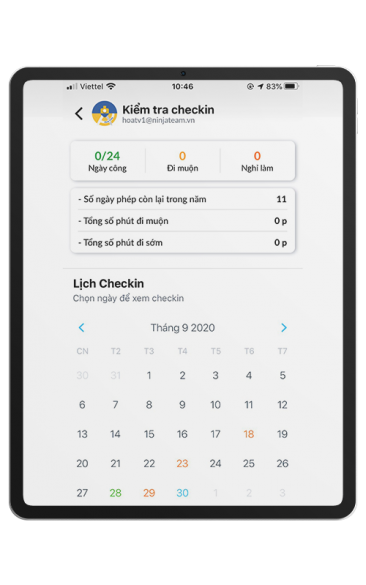 Viettel 10:46 83%
Kiểm tra checkin
hoatv1@ninjateam.vn
0/24 0 0
Ngày công Đi muộn Nghỉ làm
- Số ngày phép còn lại trong năm 11
- Tổng số phút đi muộn 0 p
- Tổng số phút đi sớm 0 p
Lịch Checkin
Chọn ngày để xem checkin
Tháng 9 2020
CN T2 T3 T4 T5 T6 T7
30 31 1 2 3 4 5
6 7 8 9 10 11 12
13 14 15 16 17 18 19
20 21 22 23 24 25 26
27 28 29 30 1 2 3